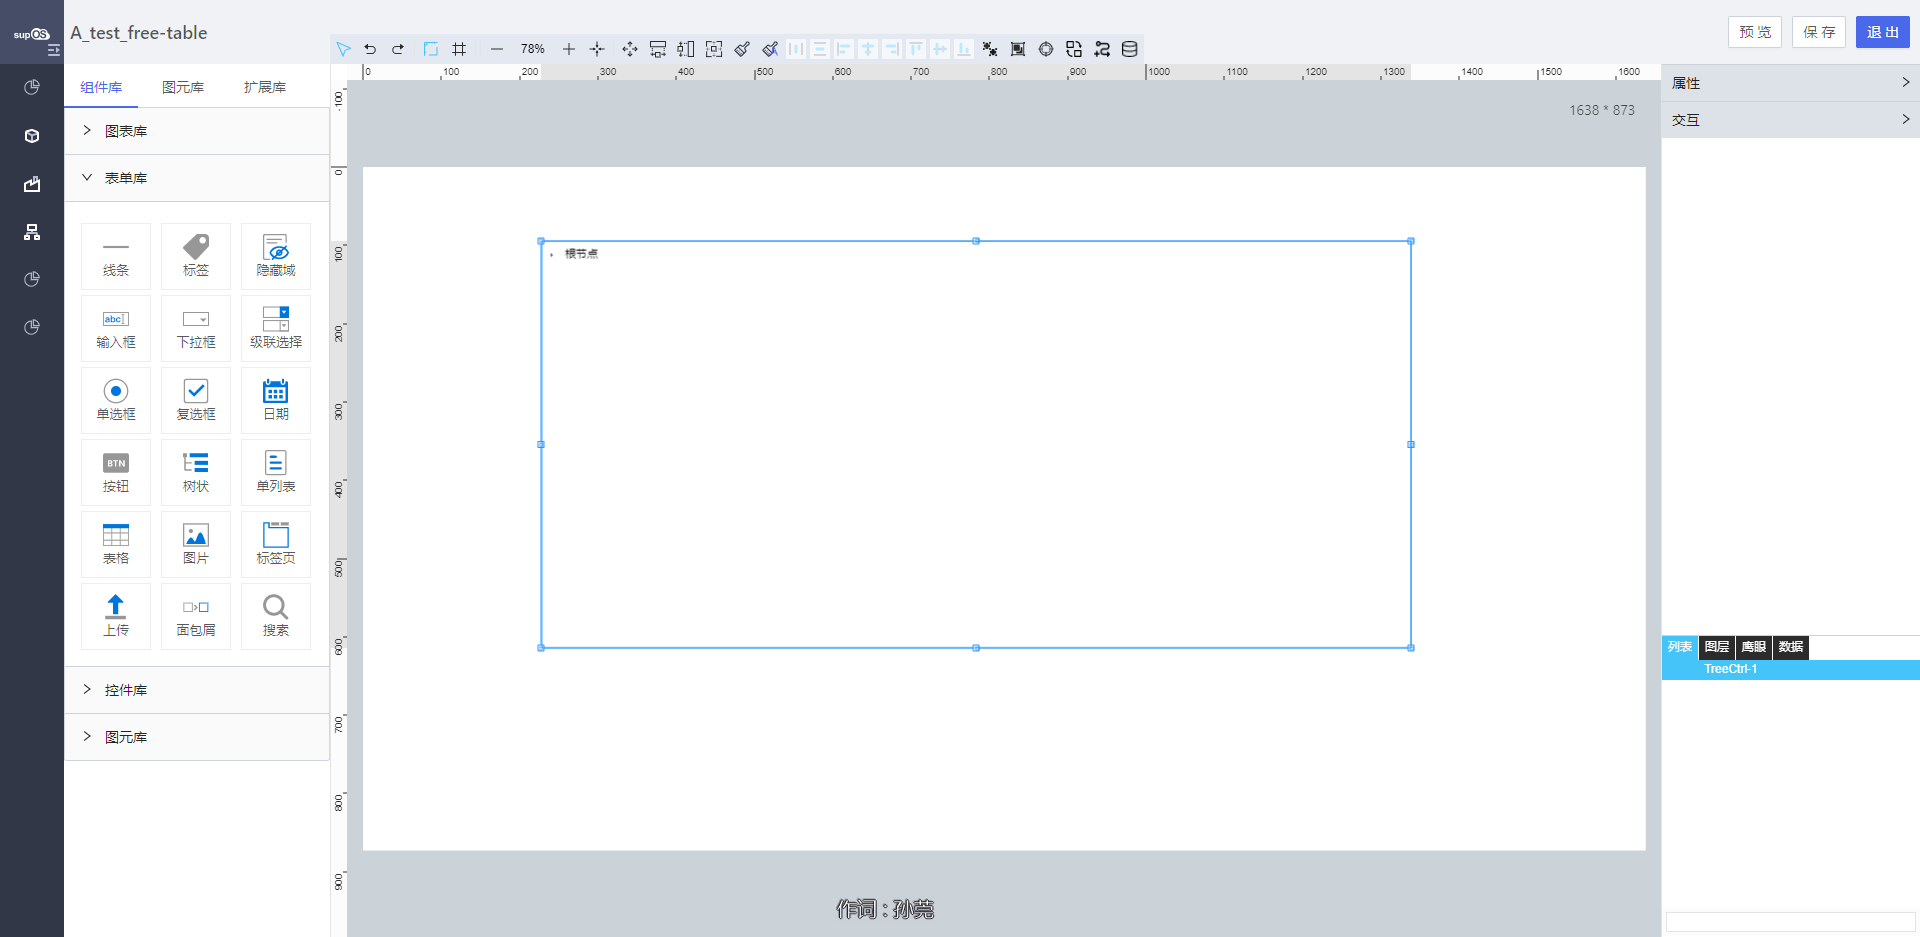 supOS
A_test_free-table
78%
预 览
保 存
退 出
组件库
图元库
扩展库
图表库
表单库
线条
标签
隐藏域
abc
输入框
下拉框
级联选择
单选框
复选框
日期
BTN
按钮
树状
单列表
表格
图片
标签页
上传
面包屑
搜索
控件库
图元库
0 100 200 300 400 500 600 700 800 900 1000 1100 1200 1300 1400 1500 1600
-100
0
100
200
300
400
500
600
700
800
900
1638 * 873
根节点
作词 : 孙莞
属性
交互
列表
图层
鹰眼
数据
TreeCtrl-1